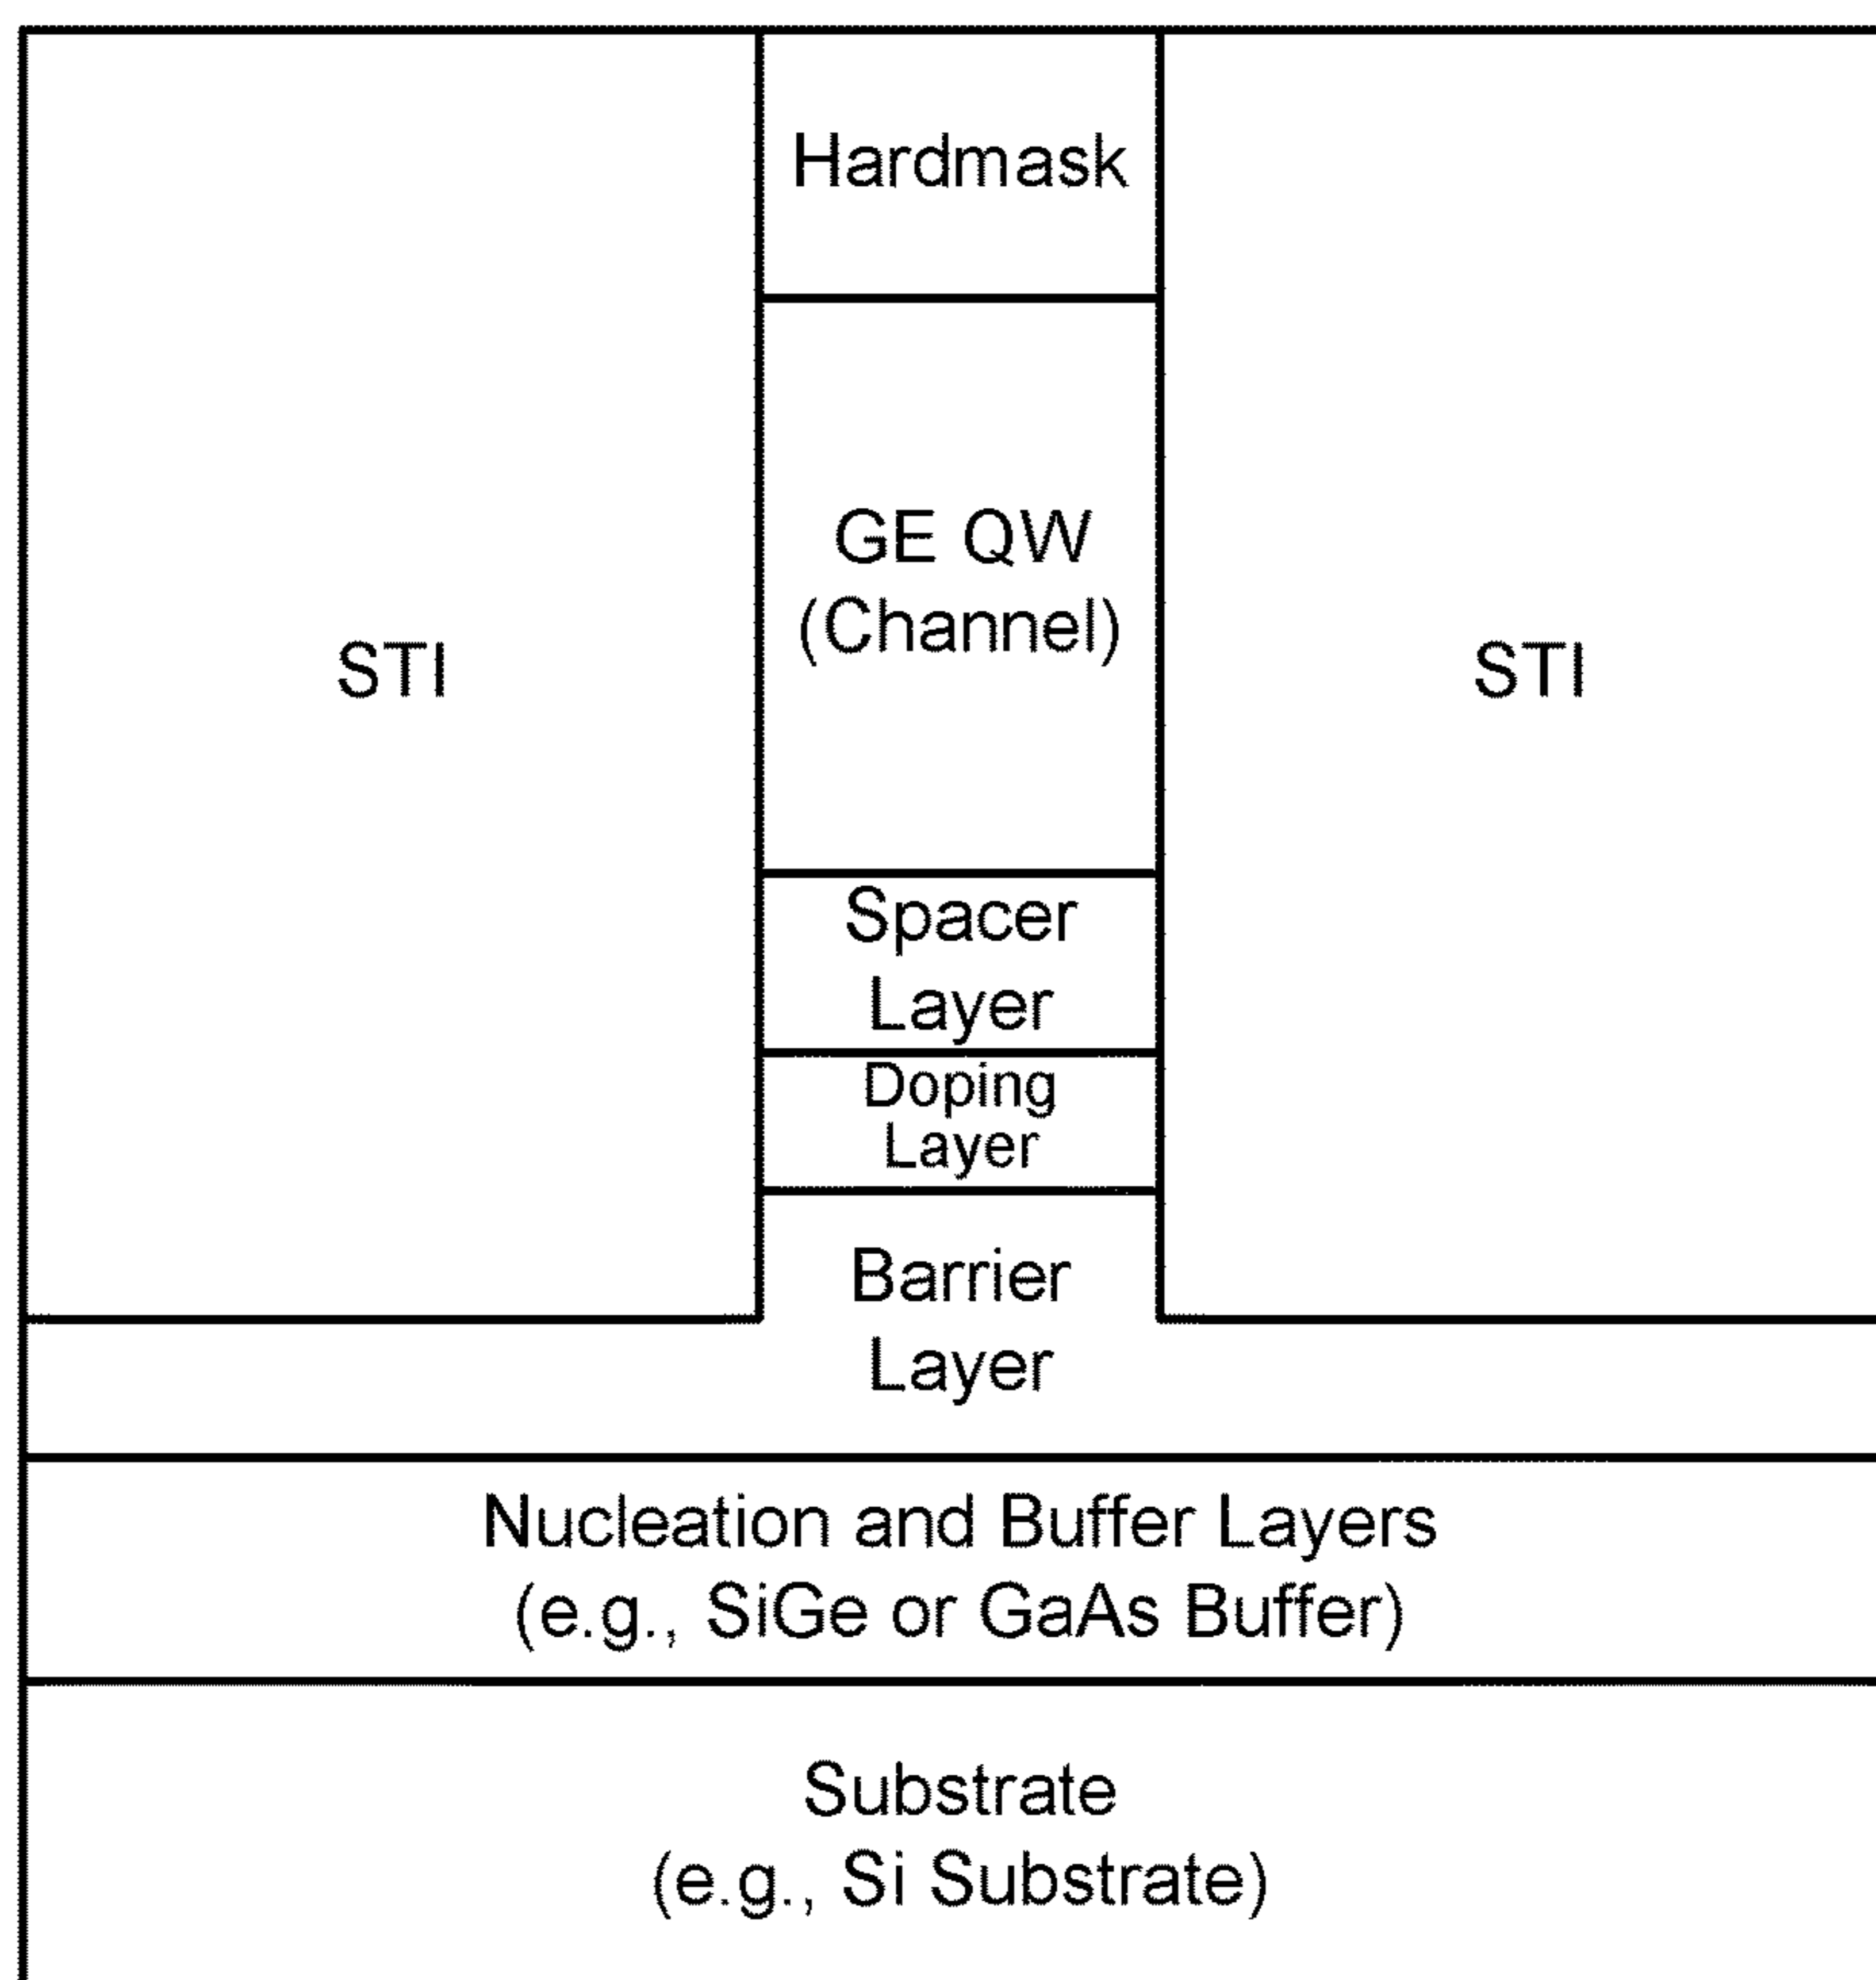 Hardmask
GE QW
(Channel)
STI
STI
Spacer
Layer
Doping
Layer
Barrier
Layer
Nucleation and Buffer Layers
(e.g., SiGe or GaAs Buffer)
Substrate
(e.g., Si Substrate)